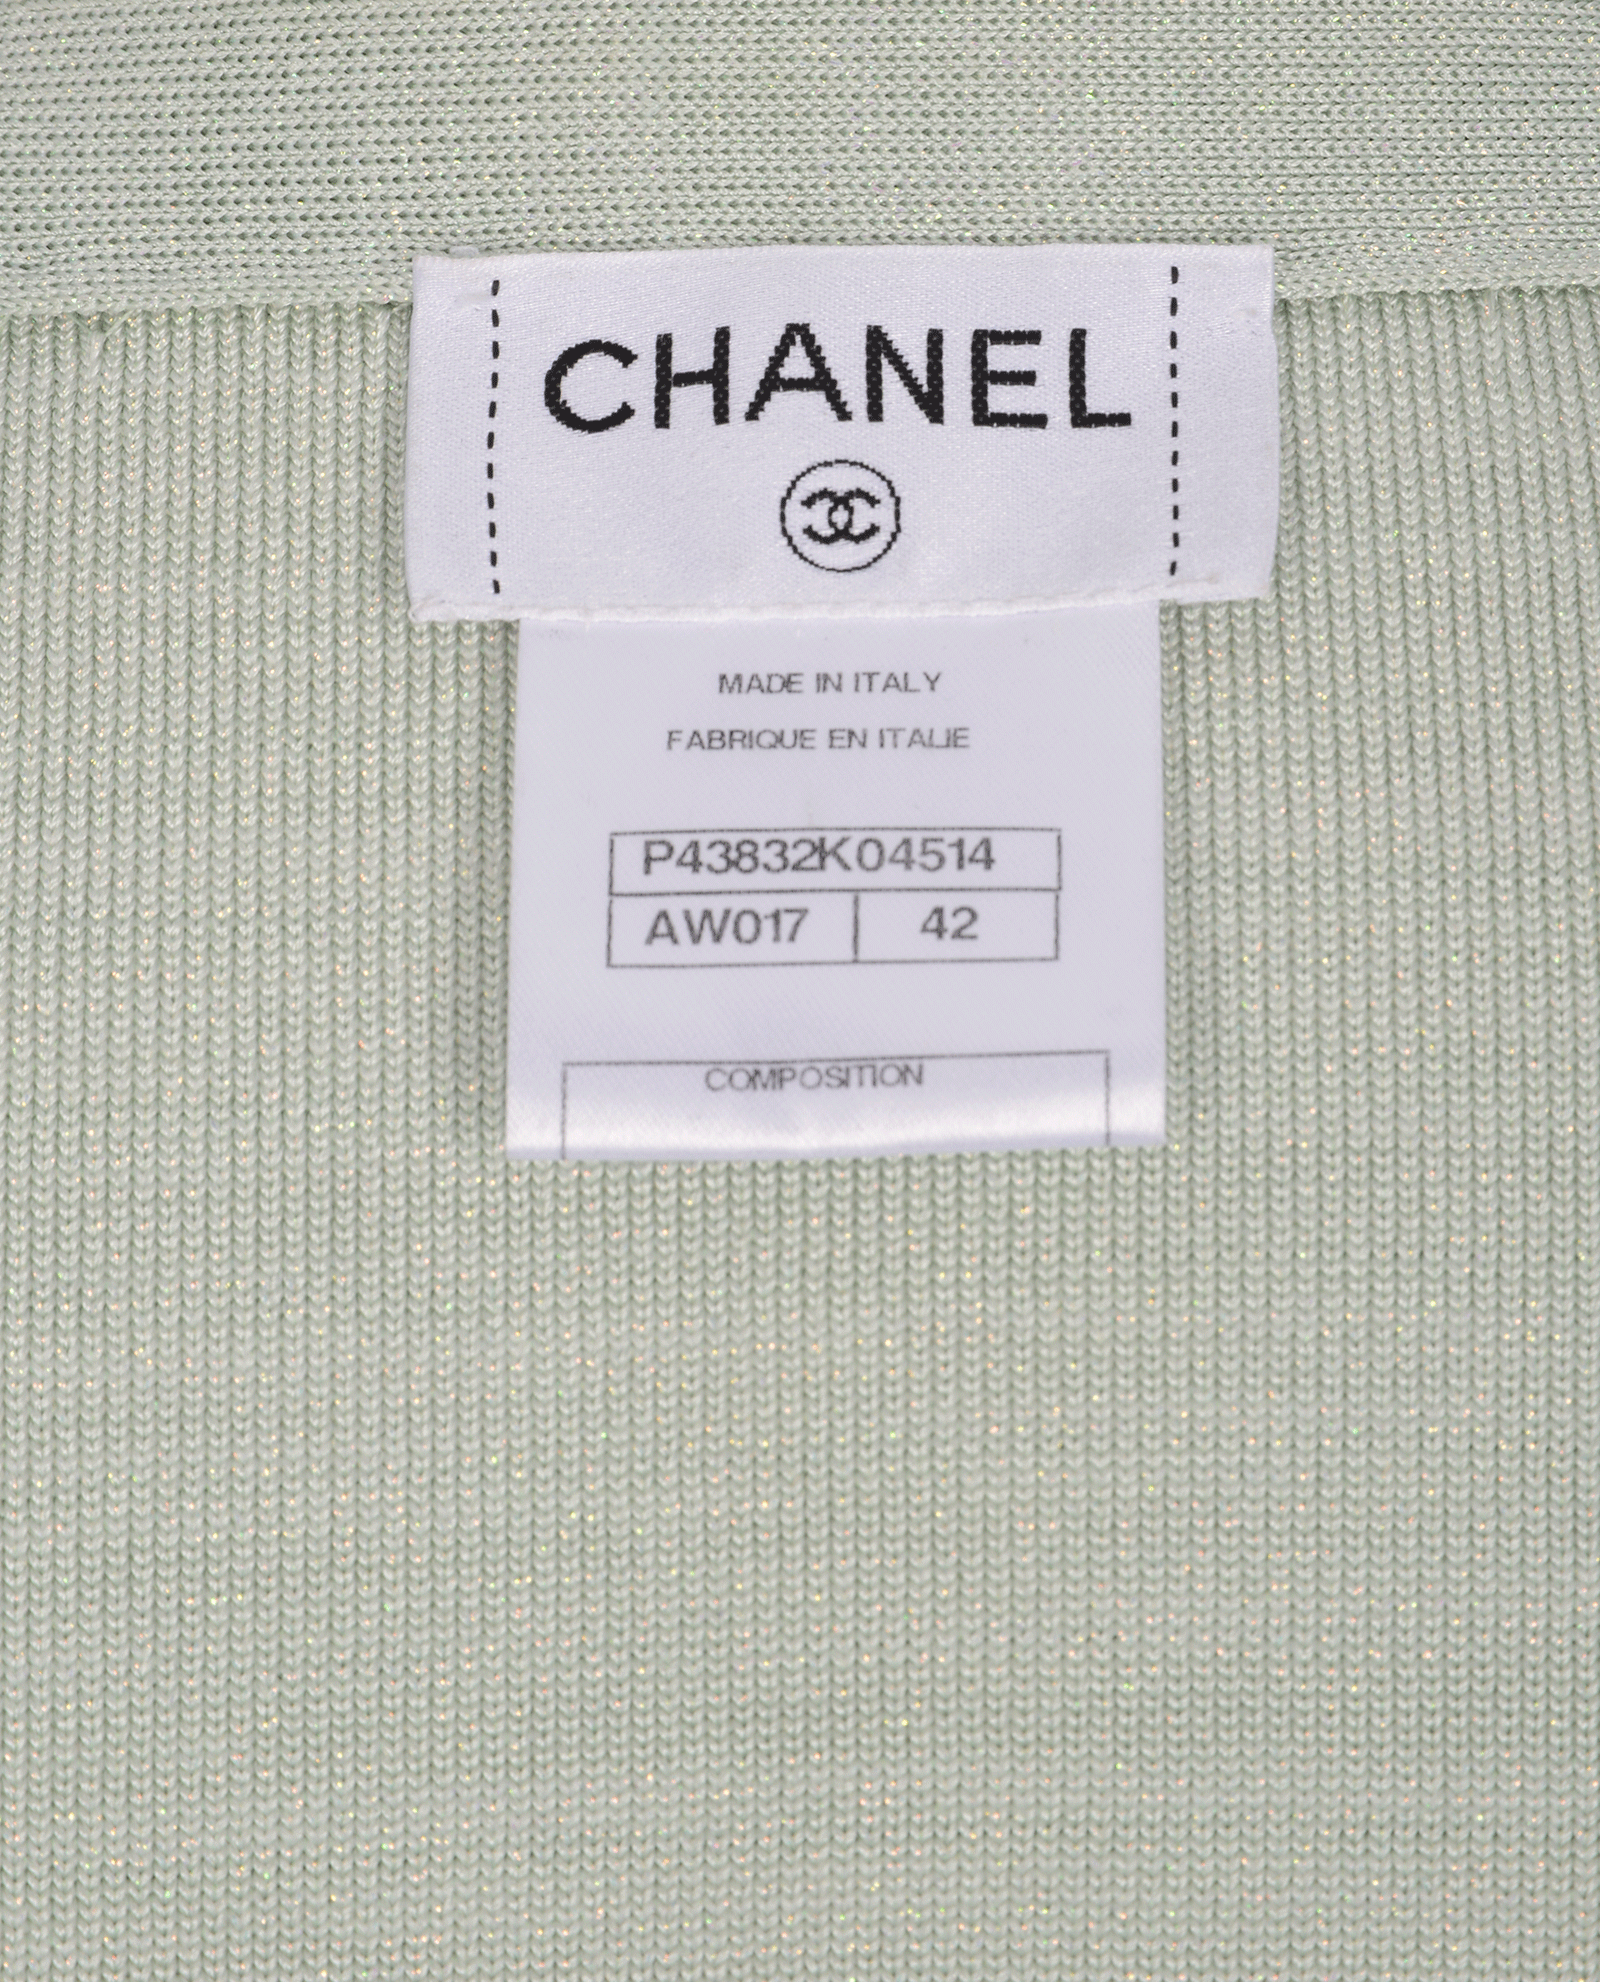 CHANEL
MADE IN ITALY
FABRIQUE EN ITALIE
P43832K04514
AW017 42
COMPOSITION